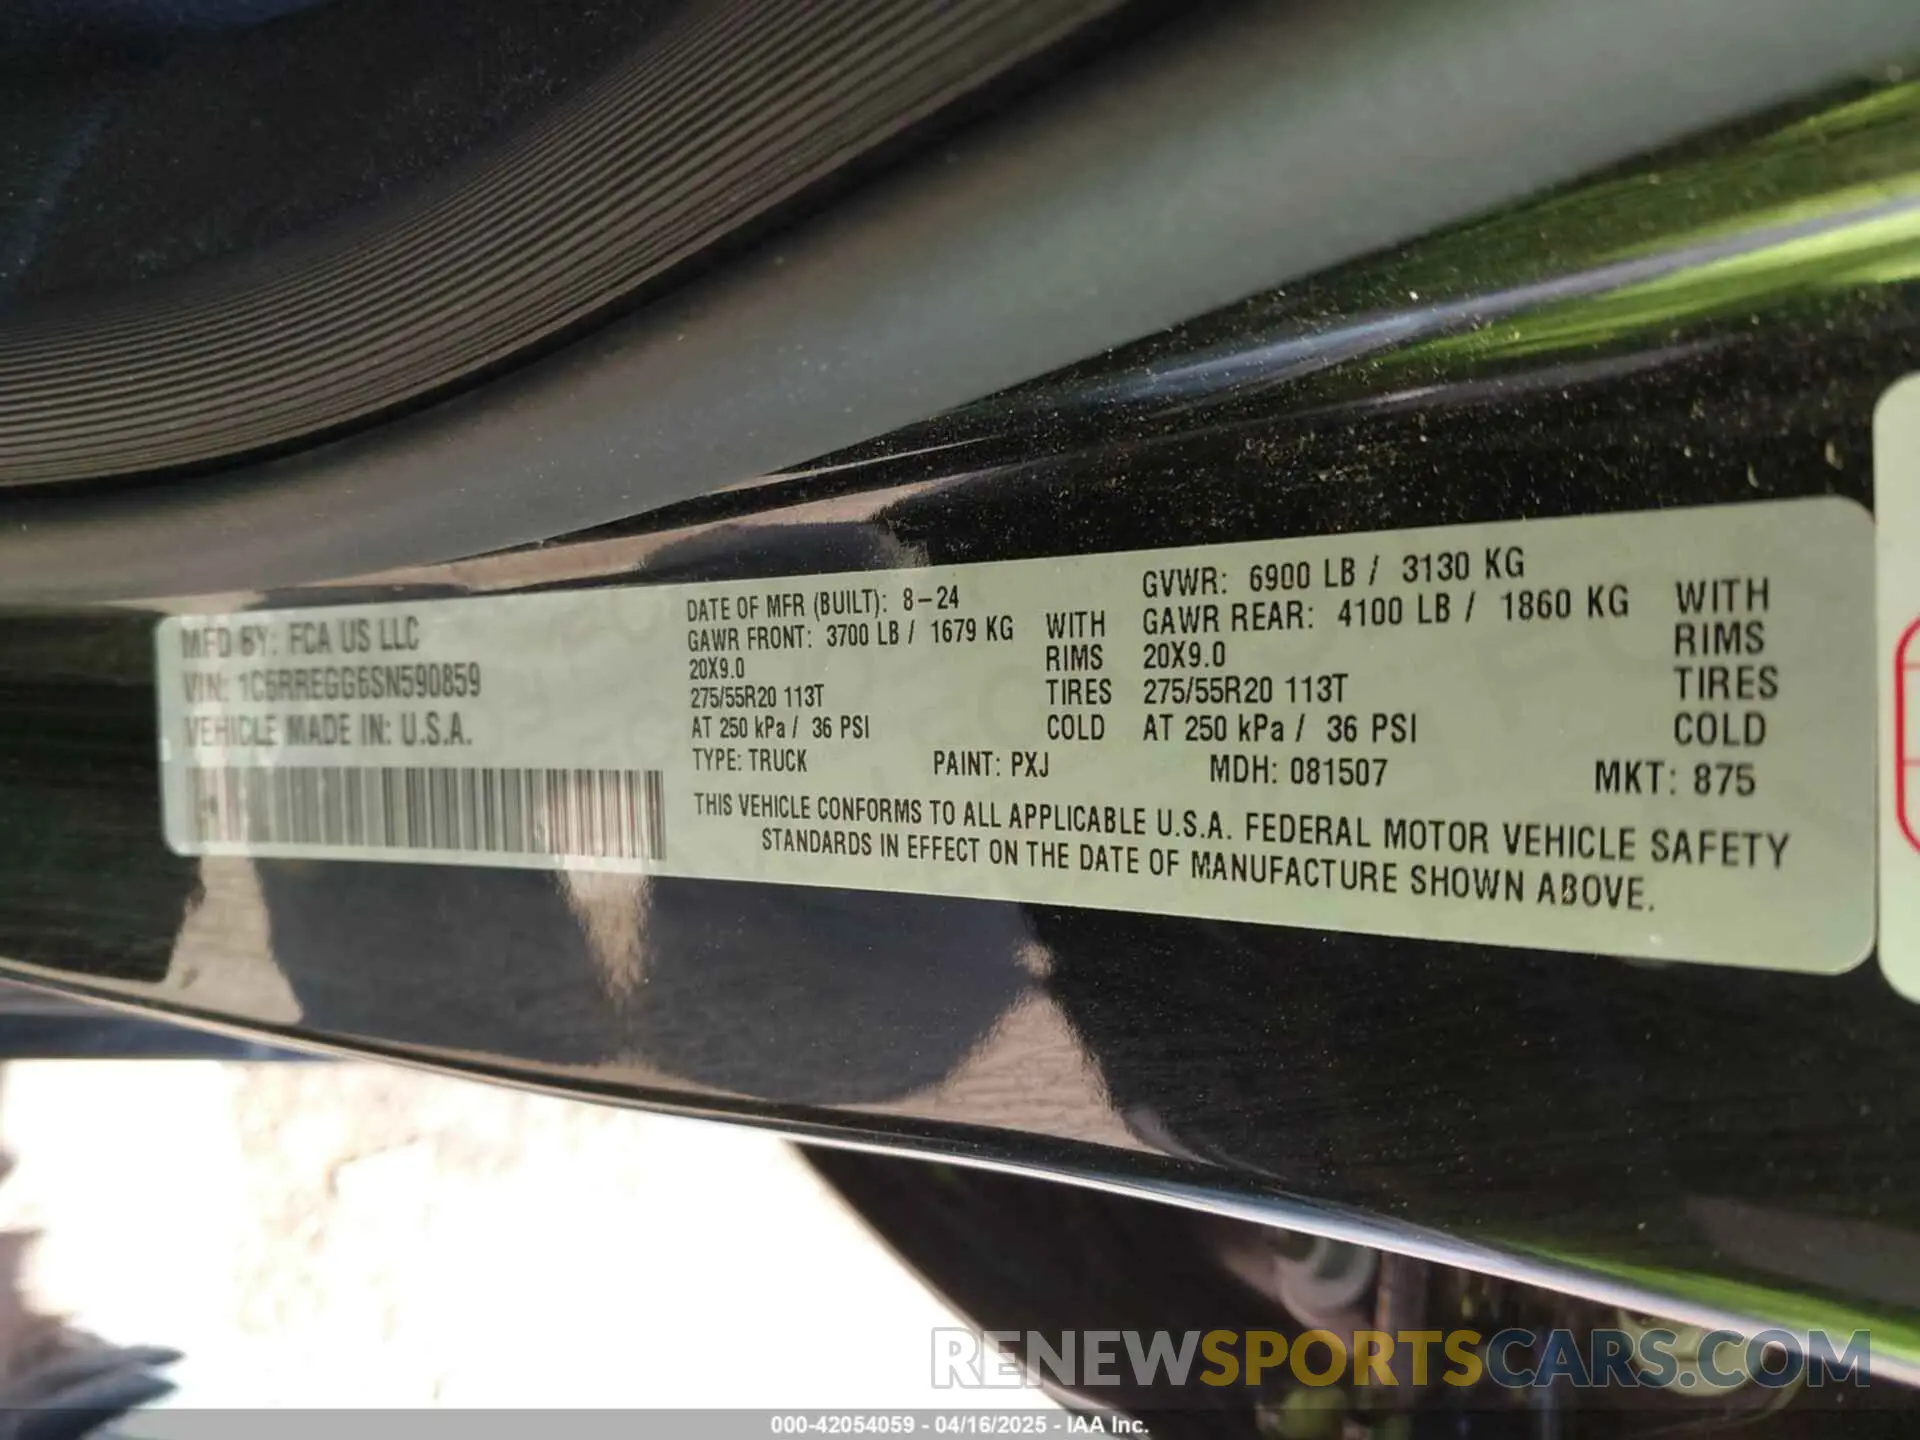 MFD BY: FCA US LLC
VIN: 1C6RREGG6SN590859
VEHICLE MADE IN: U.S.A.
DATE OF MFR (BUILT): 8-24
GAWR FRONT: 3700 LB / 1679 KG WITH
20X9.0 RIMS
275/55R20 113T TIRES
AT 250 kPa / 36 PSI COLD
GVWR: 6900 LB / 3130 KG
GAWR REAR: 4100 LB / 1860 KG WITH
20X9.0 RIMS
275/55R20 113T TIRES
AT 250 kPa / 36 PSI COLD
TYPE: TRUCK PAINT: PXJ MDH: 081507 MKT: 875
THIS VEHICLE CONFORMS TO ALL APPLICABLE U.S.A. FEDERAL MOTOR VEHICLE SAFETY
STANDARDS IN EFFECT ON THE DATE OF MANUFACTURE SHOWN ABOVE.
RENEWSPORTSCARS.COM
000-42054059 - 04/16/2025 - IAA Inc.